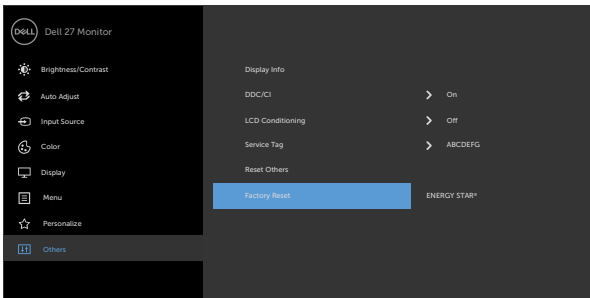 DELL Dell 27 Monitor
Brightness/Contrast
Auto Adjust
Input Source
Color
Display
Menu
Personalize
Others
Display Info
DDC/CI > On
LCD Conditioning > Off
Service Tag > ABCDEFG
Reset Others
Factory Reset ENERGY STAR®